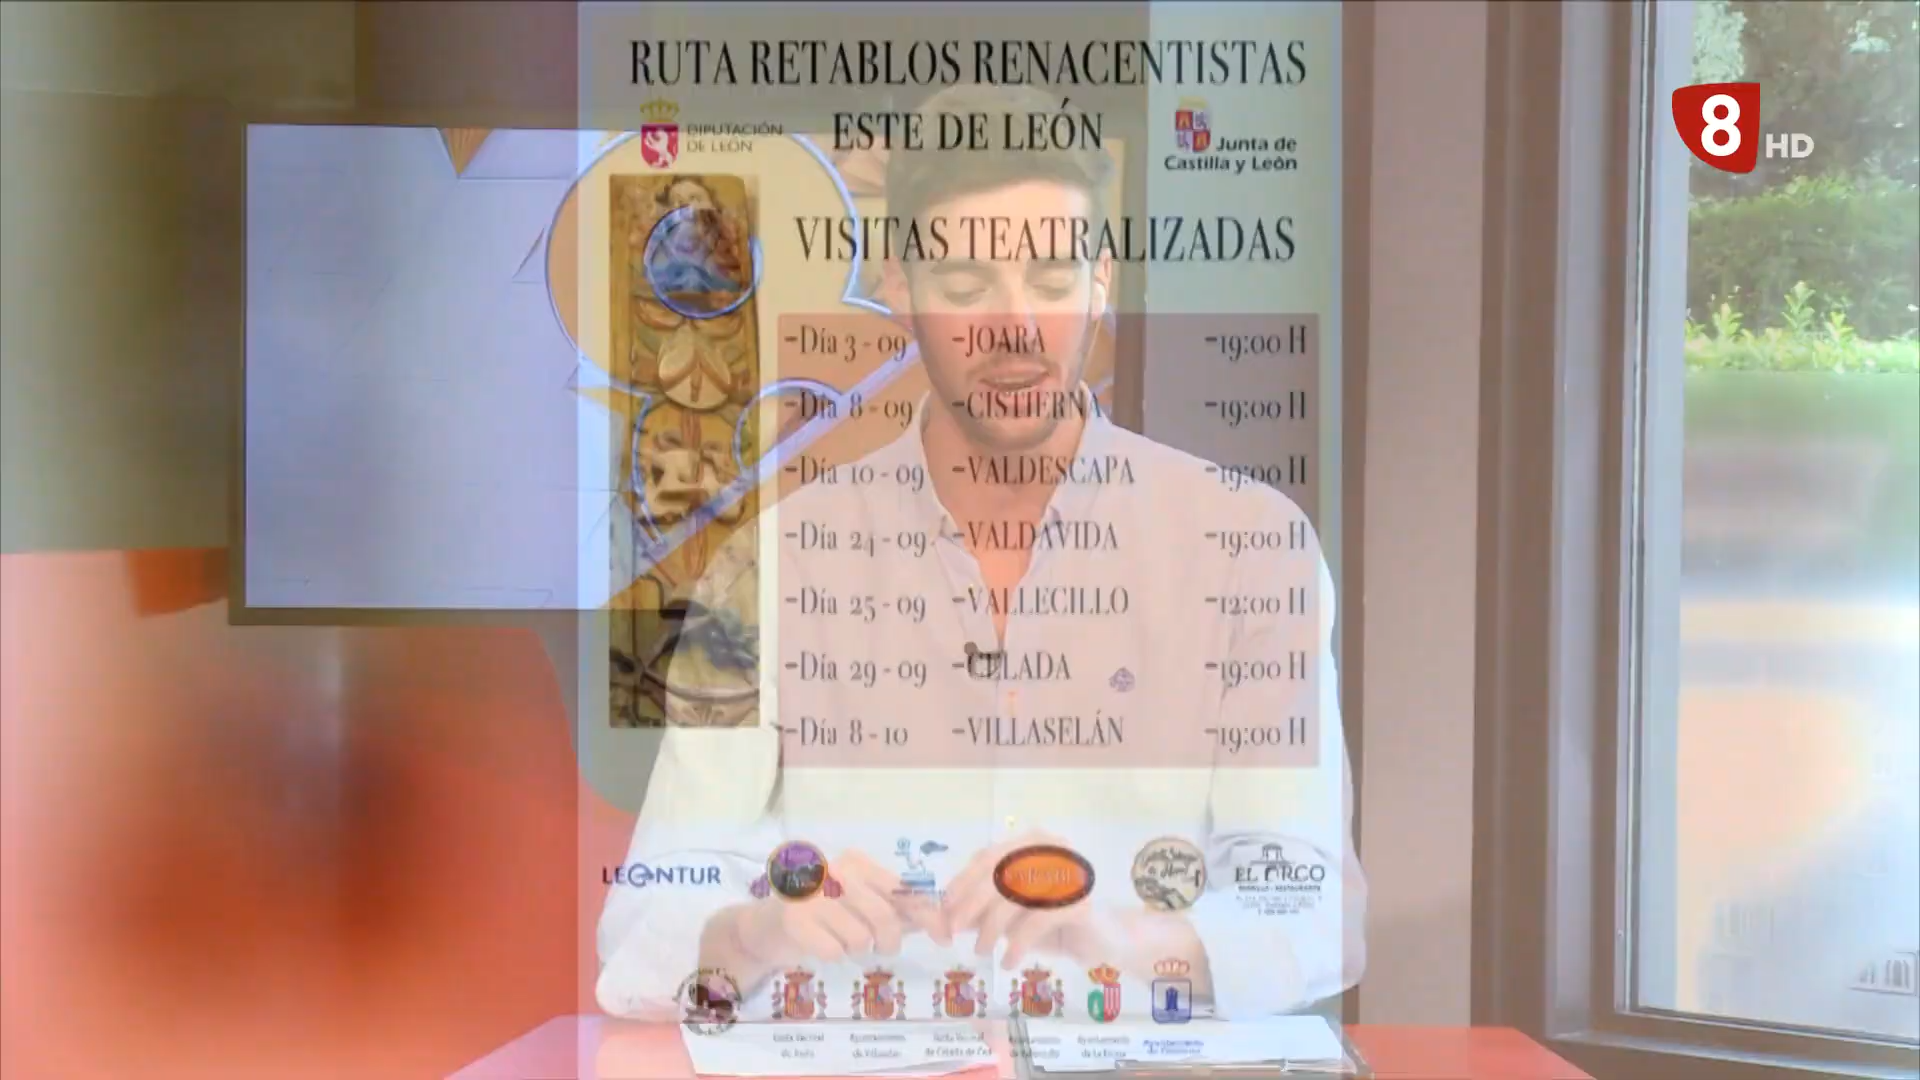 RUTA RETABLOS RENACENTISTAS
ESTE DE LEÓN
DIPUTACIÓN
DE LEÓN
Junta de
Castilla y León
8 HD
VISITAS TEATRALIZADAS
-Día 3 - 09 -JOARA -19:00 H
-Día 8 - 09 -CISTIERNA -19:00 H
-Día 10 - 09 -VALDESCAPA -19:00 H
-Día 24 - 09 -VALDAVIDA -19:00 H
-Día 25 - 09 -VALLECILLO -12:00 H
-Día 29 - 09 -CELADA -19:00 H
-Día 8 - 10 -VILLASELÁN -19:00 H
LEONTUR
EL ARCO